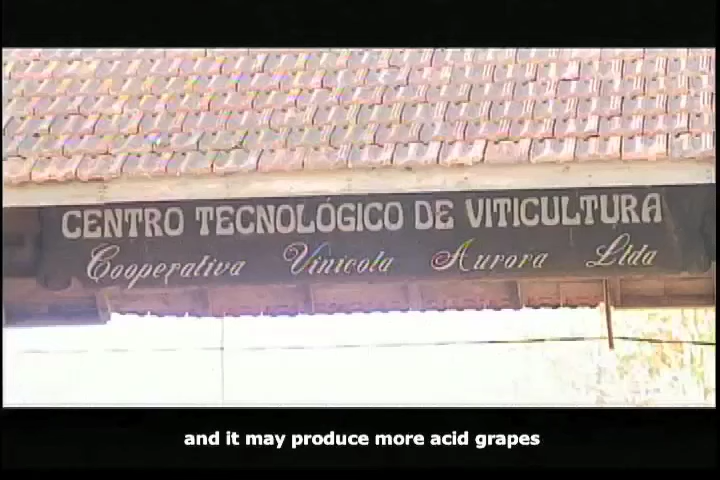 CENTRO TECNOLÓGICO DE VITICULTURA
Cooperativa Vinícola Aurora Ltda
and it may produce more acid grapes